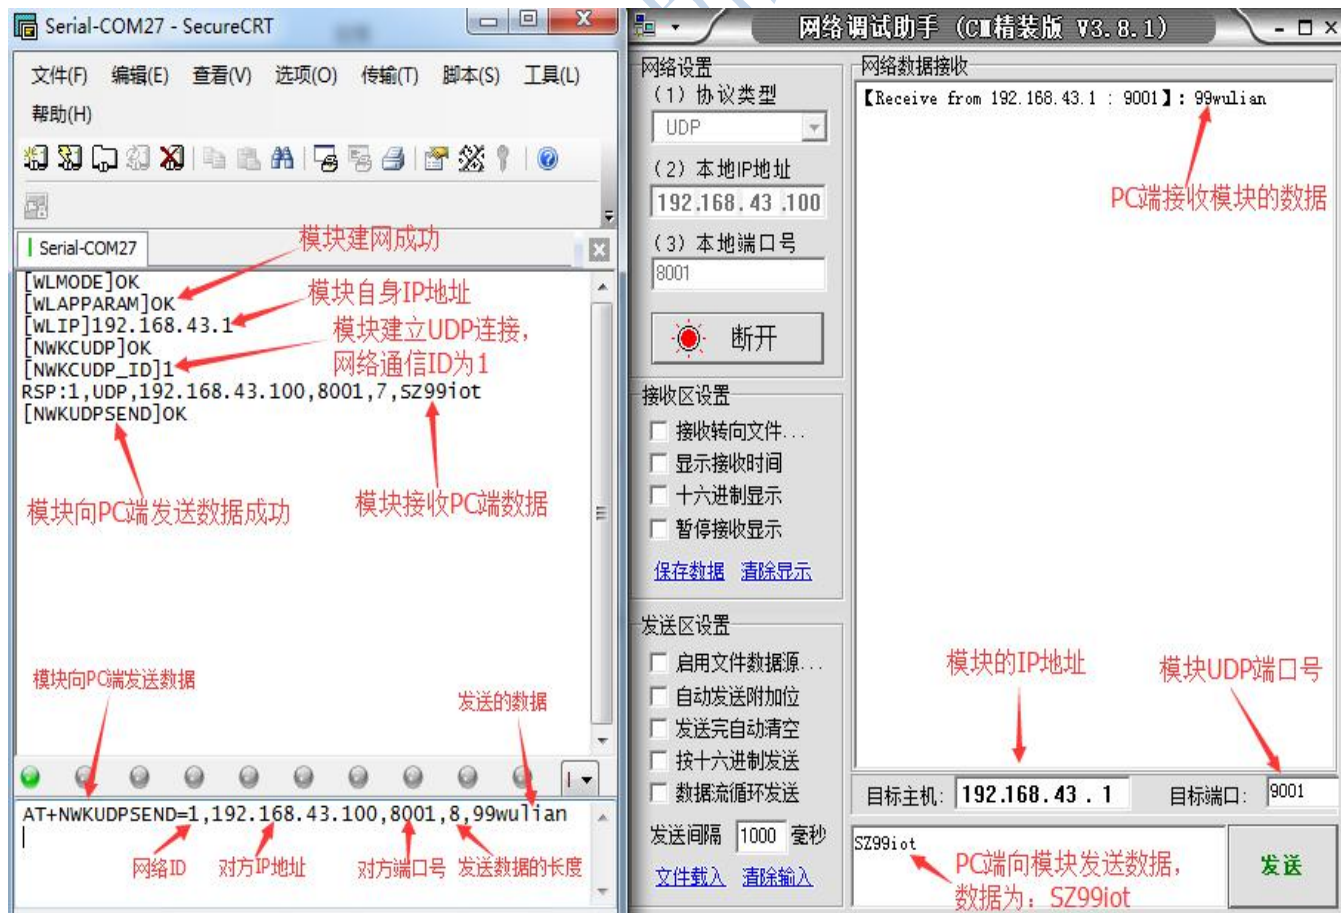 Serial-COM27 - SecureCRT
文件(F) 编辑(E) 查看(V) 选项(O) 传输(T) 脚本(S) 工具(L)
帮助(H)
Serial-COM27
模块建网成功
[WLMODE]OK
[WLAPPARAM]OK
模块自身IP地址
[WLIP]192.168.43.1
模块建立UDP连接，
[NWKCUDP]OK
网络通信ID为1
[NWKCUDP_ID]1
RSP:1,UDP,192.168.43.100,8001,7,SZ99iot
[NWKUDPSEND]OK
模块向PC端发送数据成功
模块接收PC端数据
模块向PC端发送数据
发送的数据
AT+NWKUDPSEND=1,192.168.43.100,8001,8,99wulian
网络ID 对方IP地址 对方端口号 发送数据的长度
网络调试助手 (CⅢ精装版 V3.8.1)
网络设置
(1) 协议类型
UDP
(2) 本地IP地址
192.168.43.100
(3) 本地端口号
8001
断开
接收区设置
接收转向文件...
显示接收时间
十六进制显示
暂停接收显示
保存数据 清除显示
发送区设置
启用文件数据源...
自动发送附加位
发送完自动清空
按十六进制发送
数据流循环发送
发送间隔 1000 毫秒
文件载入 清除输入
网络数据接收
【Receive from 192.168.43.1 : 9001】: 99wulian
PC端接收模块的数据
模块的IP地址
模块UDP端口号
目标主机: 192.168.43.1 目标端口: 9001
SZ99iot
PC端向模块发送数据，
数据为：SZ99iot
发送